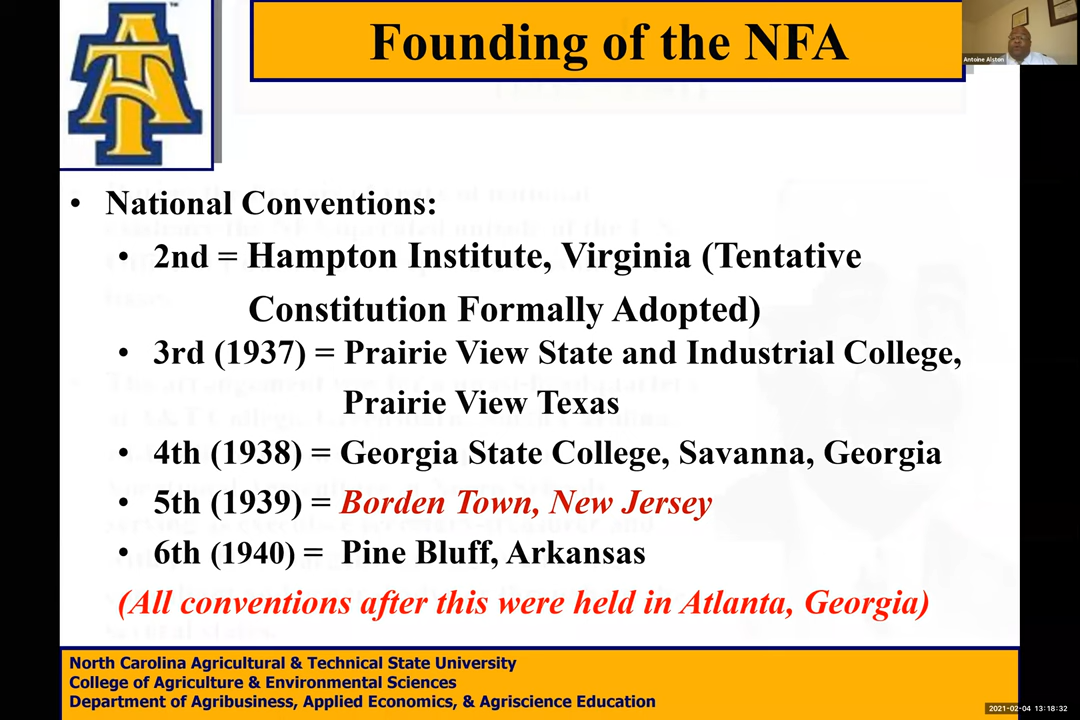 Founding of the NFA
Antoine Alston
• National Conventions:
• 2nd = Hampton Institute, Virginia (Tentative
Constitution Formally Adopted)
• 3rd (1937) = Prairie View State and Industrial College,
Prairie View Texas
• 4th (1938) = Georgia State College, Savanna, Georgia
• 5th (1939) = Borden Town, New Jersey
• 6th (1940) = Pine Bluff, Arkansas
(All conventions after this were held in Atlanta, Georgia)
North Carolina Agricultural & Technical State University
College of Agriculture & Environmental Sciences
Department of Agribusiness, Applied Economics, & Agriscience Education
2021-02-04 13:18:32